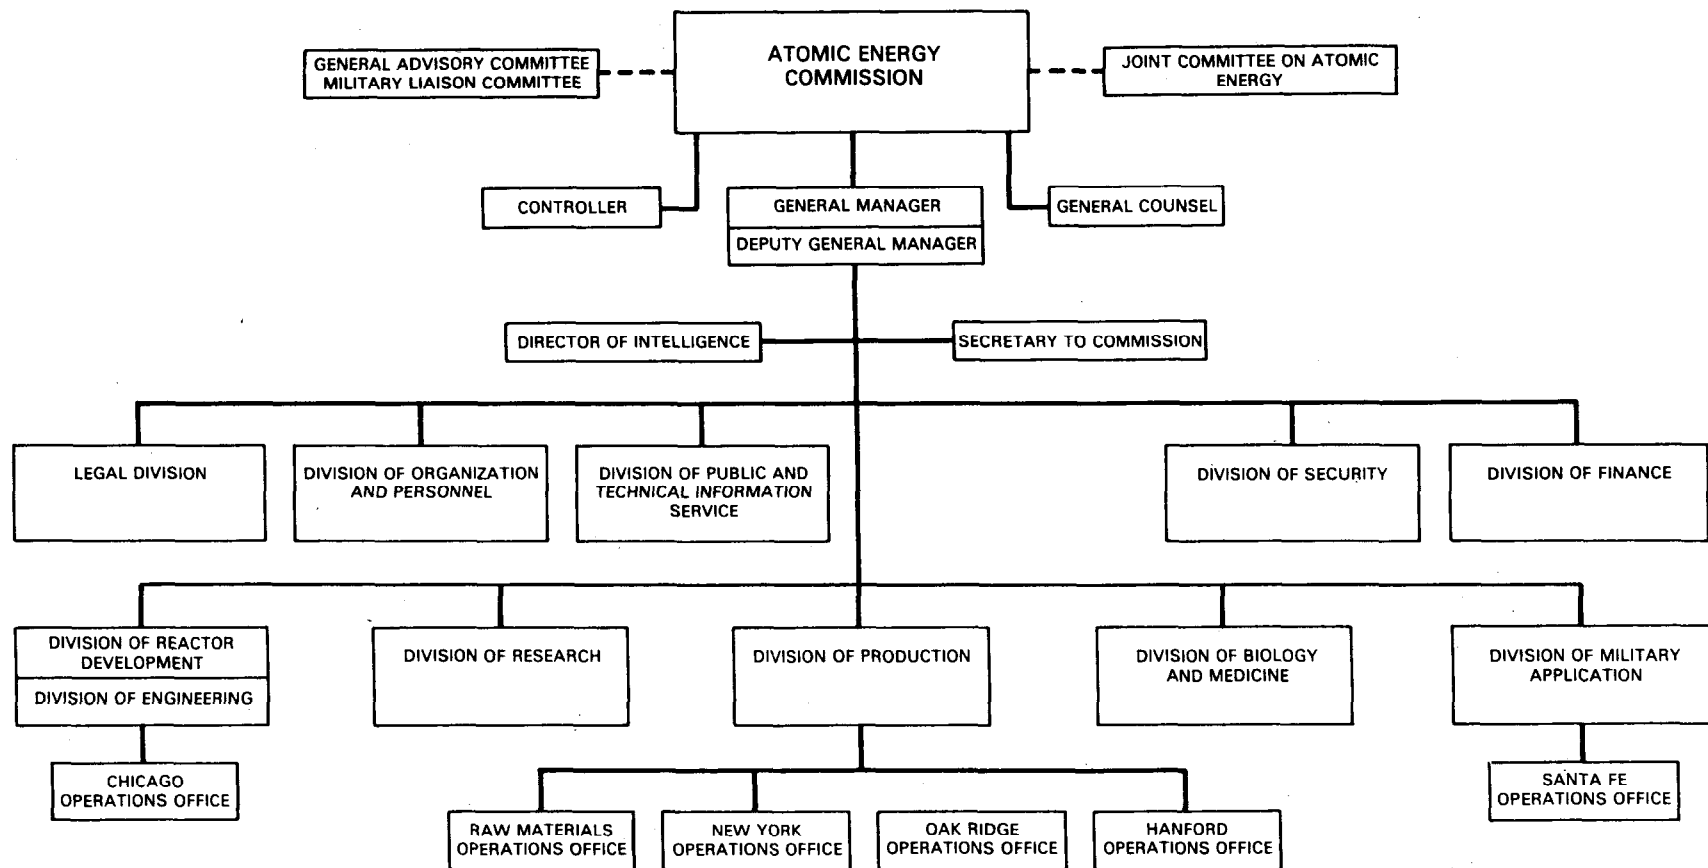 GENERAL ADVISORY COMMITTEE
MILITARY LIAISON COMMITTEE
ATOMIC ENERGY
COMMISSION
JOINT COMMITTEE ON ATOMIC
ENERGY
CONTROLLER
GENERAL MANAGER
DEPUTY GENERAL MANAGER
GENERAL COUNSEL
DIRECTOR OF INTELLIGENCE
SECRETARY TO COMMISSION
LEGAL DIVISION
DIVISION OF ORGANIZATION
AND PERSONNEL
DIVISION OF PUBLIC AND
TECHNICAL INFORMATION
SERVICE
DIVISION OF SECURITY
DIVISION OF FINANCE
DIVISION OF REACTOR
DEVELOPMENT
DIVISION OF ENGINEERING
DIVISION OF RESEARCH
DIVISION OF PRODUCTION
DIVISION OF BIOLOGY
AND MEDICINE
DIVISION OF MILITARY
APPLICATION
CHICAGO
OPERATIONS OFFICE
RAW MATERIALS
OPERATIONS OFFICE
NEW YORK
OPERATIONS OFFICE
OAK RIDGE
OPERATIONS OFFICE
HANFORD
OPERATIONS OFFICE
SANTA FE
OPERATIONS OFFICE